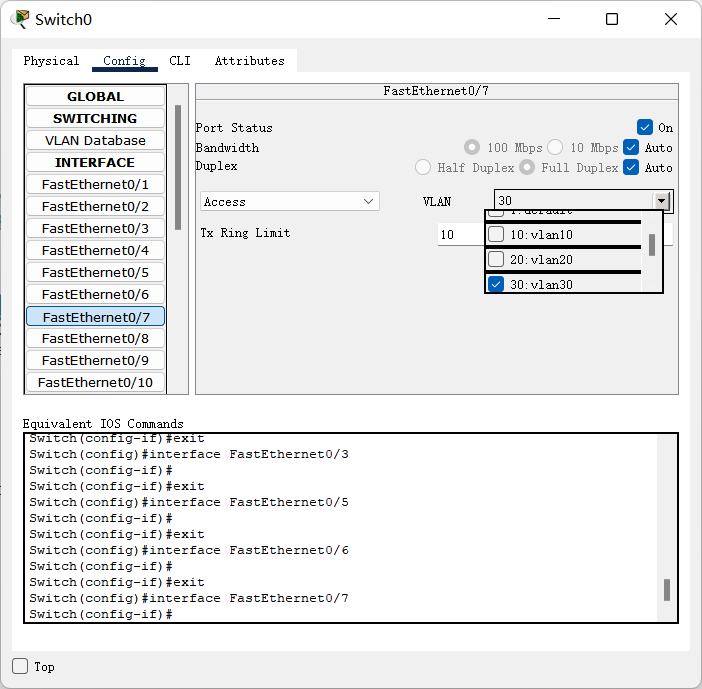 Switch0
Physical Config CLI Attributes
GLOBAL
SWITCHING
VLAN Database
INTERFACE
FastEthernet0/1
FastEthernet0/2
FastEthernet0/3
FastEthernet0/4
FastEthernet0/5
FastEthernet0/6
FastEthernet0/7
FastEthernet0/8
FastEthernet0/9
FastEthernet0/10
FastEthernet0/7
Port Status On
Bandwidth 100 Mbps 10 Mbps Auto
Duplex Half Duplex Full Duplex Auto
Access VLAN 30
1:default
Tx Ring Limit 10
10:vlan10
20:vlan20
30:vlan30
Equivalent IOS Commands
Switch(config-if)#exit
Switch(config)#interface FastEthernet0/3
Switch(config-if)#
Switch(config-if)#exit
Switch(config)#interface FastEthernet0/5
Switch(config-if)#
Switch(config-if)#exit
Switch(config)#interface FastEthernet0/6
Switch(config-if)#
Switch(config-if)#exit
Switch(config)#interface FastEthernet0/7
Switch(config-if)#
Top